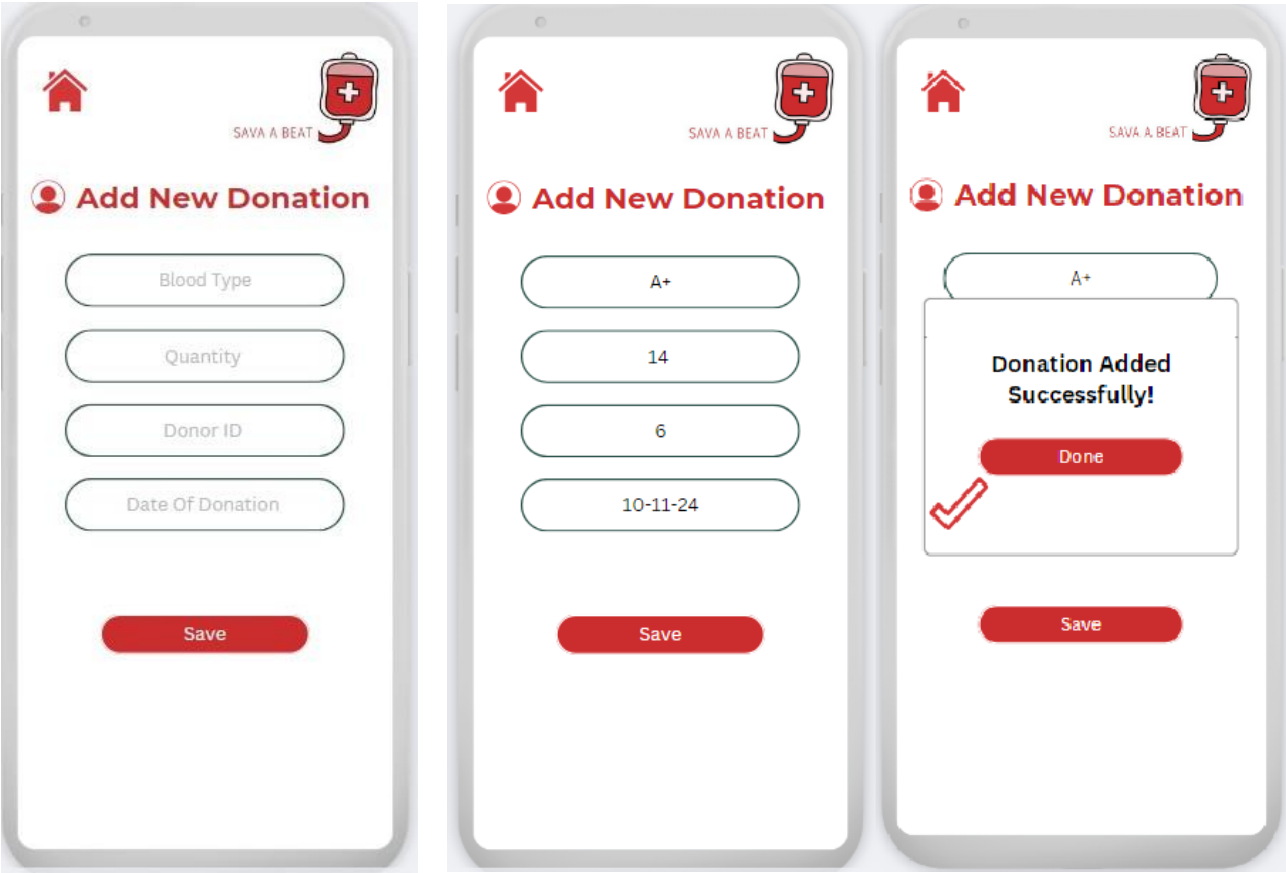 SAVA A BEAT
Add New Donation
Blood Type
Quantity
Donor ID
Date Of Donation
Save
SAVA A BEAT
Add New Donation
A+
14
6
10-11-24
Save
SAVA A BEAT
Add New Donation
A+
Donation Added
Successfully!
Done
Save